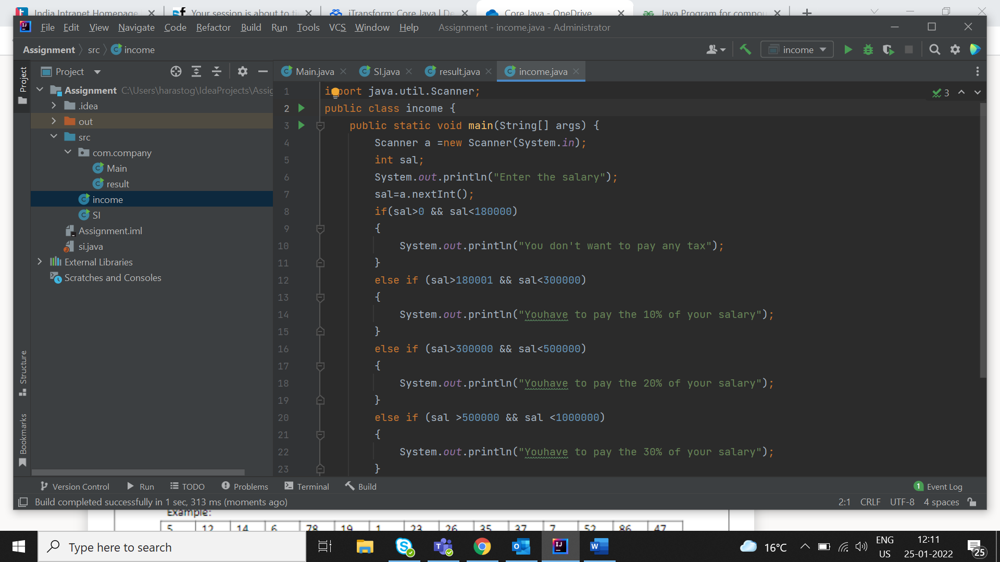 India Intranet Homepage
Your session is about to ti
iTransform: Core Java | De
Core Java - OneDrive
Java Program for compou
File Edit View Navigate Code Refactor Build Run Tools VCS Window Help Assignment - income.java - Administrator
Assignment src income
income
Project
Main.java SI.java result.java income.java
Project
Assignment C:\Users\harastog\IdeaProjects\Assig
.idea
out
src
com.company
Main
result
income
SI
Assignment.iml
si.java
External Libraries
Scratches and Consoles
Structure
Bookmarks
3
1 import java.util.Scanner;
2 public class income {
3 public static void main(String[] args) {
4 Scanner a =new Scanner(System.in);
5 int sal;
6 System.out.println("Enter the salary");
7 sal=a.nextInt();
8 if(sal>0 && sal<180000)
9 {
10 System.out.println("You don't want to pay any tax");
11 }
12 else if (sal>180001 && sal<300000)
13 {
14 System.out.println("Youhave to pay the 10% of your salary");
15 }
16 else if (sal>300000 && sal<500000)
17 {
18 System.out.println("Youhave to pay the 20% of your salary");
19 }
20 else if (sal >500000 && sal <1000000)
21 {
22 System.out.println("Youhave to pay the 30% of your salary");
23 }
Version Control Run TODO Problems Terminal Build 1 Event Log
Build completed successfully in 1 sec, 313 ms (moments ago) 2:1 CRLF UTF-8 4 spaces
Example:
5 12 14 6 78 19 1 23 26 35 37 7 52 86 47
Type here to search
16°C
ENG
US
12:11
25-01-2022
25